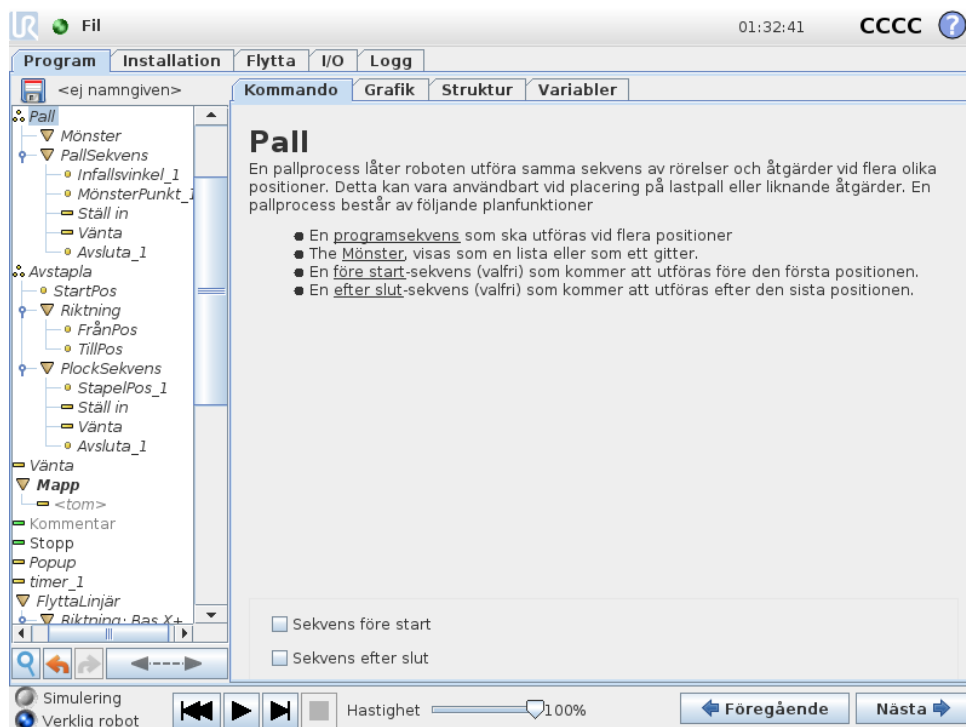 UR Fil 01:32:41 CCCC ?
Program Installation Flytta I/O Logg
<ej namngiven>
Kommando Grafik Struktur Variabler
Pall
Mönster
PallSekvens
Infallsvinkel_1
MönsterPunkt_1
Ställ in
Vänta
Avsluta_1
Avstapla
StartPos
Riktning
FrånPos
TillPos
PlockSekvens
StapelPos_1
Ställ in
Vänta
Avsluta_1
Vänta
Mapp
<tom>
Kommentar
Stopp
Popup
timer_1
FlyttaLinjär
Riktning: Bas X+
Pall
En pallprocess låter roboten utföra samma sekvens av rörelser och åtgärder vid flera olika
positioner. Detta kan vara användbart vid placering på lastpall eller liknande åtgärder. En
pallprocess består av följande planfunktioner
En programsekvens som ska utföras vid flera positioner
The Mönster, visas som en lista eller som ett gitter.
En före start-sekvens (valfri) som kommer att utföras före den första positionen.
En efter slut-sekvens (valfri) som kommer att utföras efter den sista positionen.
Sekvens före start
Sekvens efter slut
Simulering
Verklig robot
Hastighet 100%
Föregående
Nästa